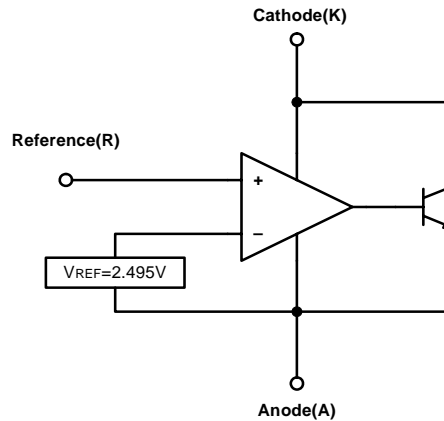 Cathode(K)
Reference(R)
+
–
VREF=2.495V
Anode(A)